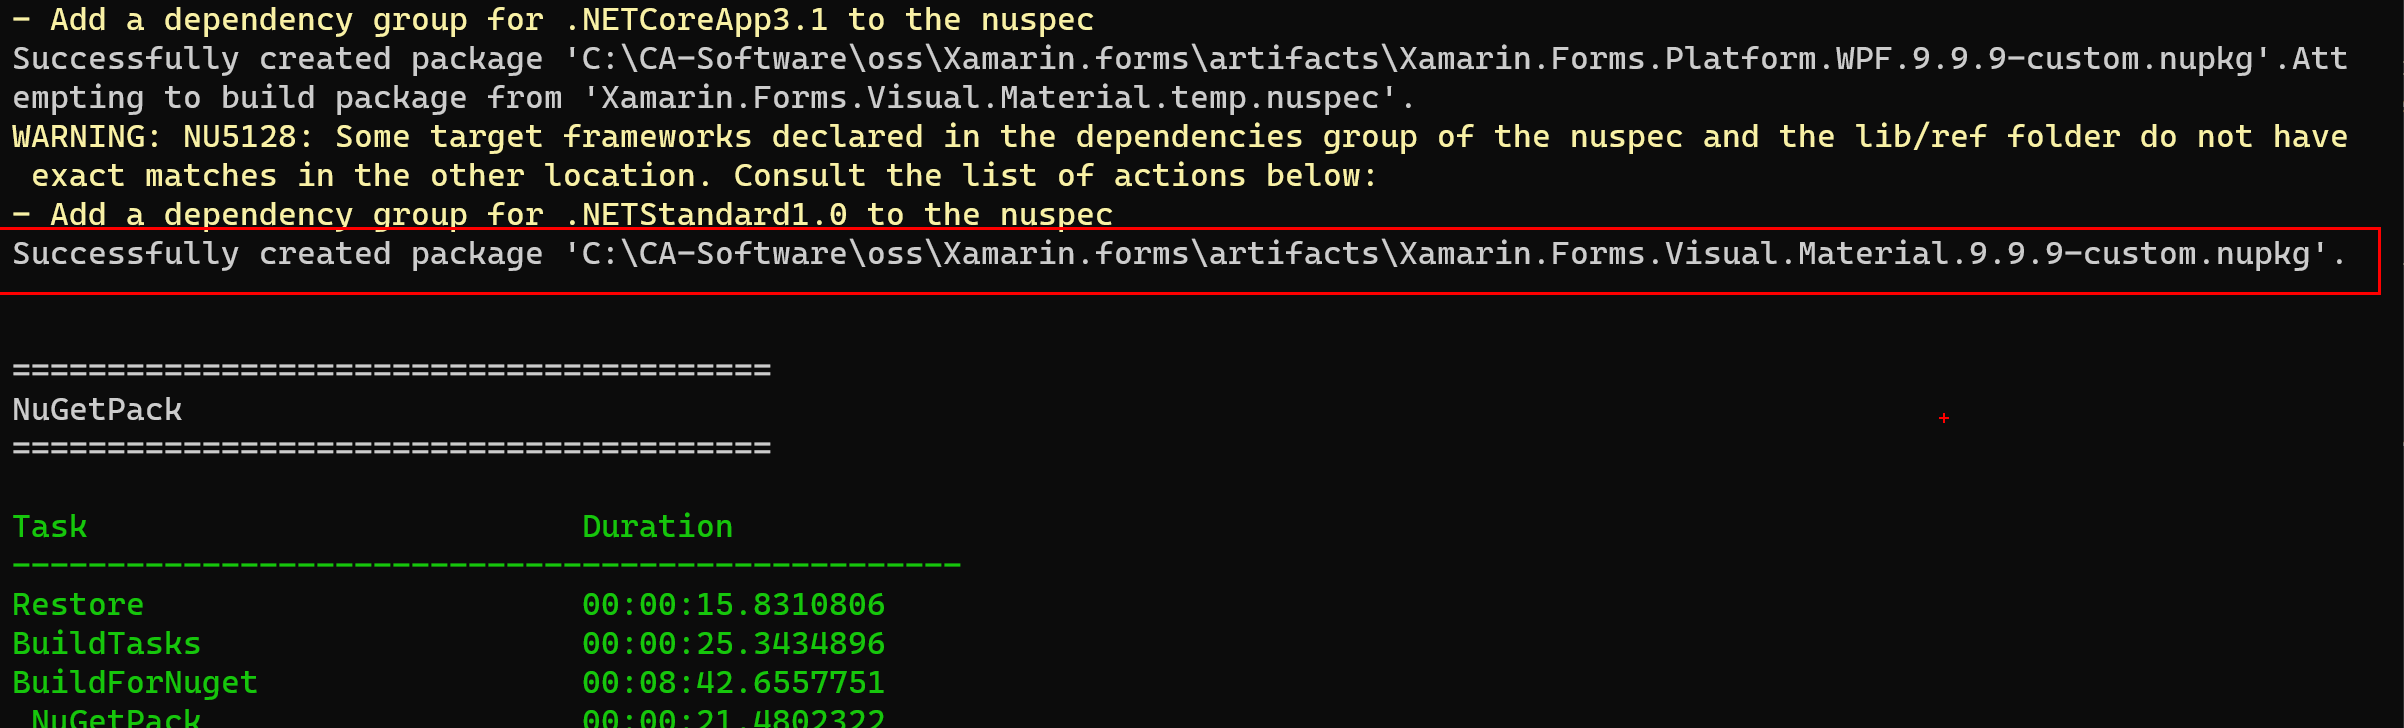 - Add a dependency group for .NETCoreApp3.1 to the nuspec
Successfully created package 'C:\CA-Software\oss\Xamarin.forms\artifacts\Xamarin.Forms.Platform.WPF.9.9.9-custom.nupkg'.Att
empting to build package from 'Xamarin.Forms.Visual.Material.temp.nuspec'.
WARNING: NU5128: Some target frameworks declared in the dependencies group of the nuspec and the lib/ref folder do not have
 exact matches in the other location. Consult the list of actions below:
- Add a dependency group for .NETStandard1.0 to the nuspec
Successfully created package 'C:\CA-Software\oss\Xamarin.forms\artifacts\Xamarin.Forms.Visual.Material.9.9.9-custom.nupkg'.
========================================
NuGetPack
========================================
Task                          Duration
--------------------------------------------------
Restore                       00:00:15.8310806
BuildTasks                    00:00:25.3434896
BuildForNuget                 00:08:42.6557751
 NuGetPack                    00:00:21.4802322